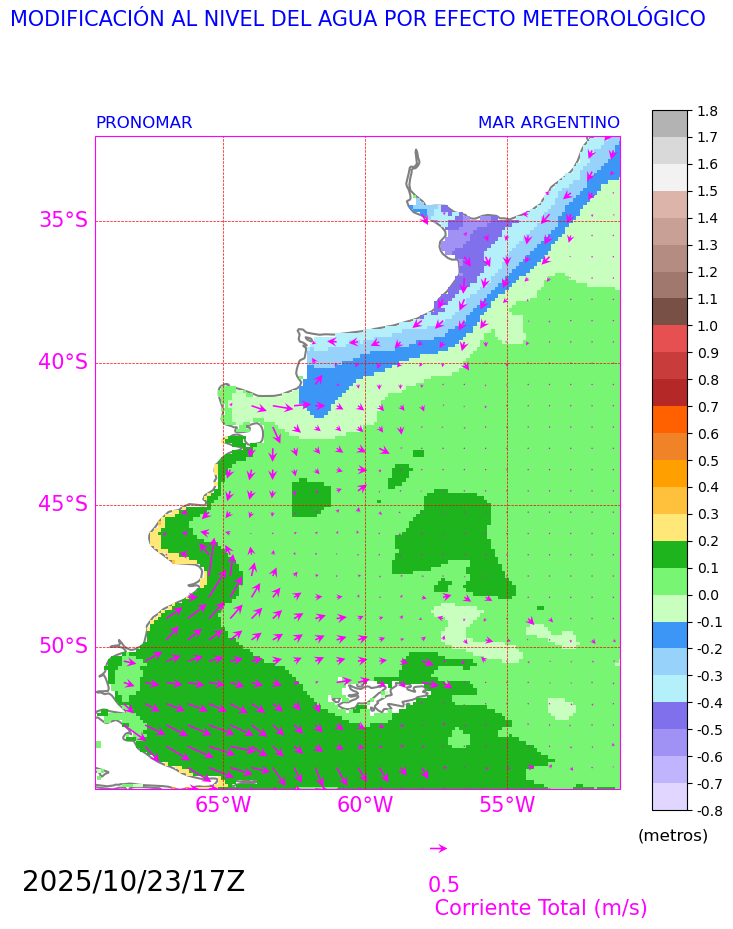 MODIFICACIÓN AL NIVEL DEL AGUA POR EFECTO METEOROLÓGICO
PRONOMAR
MAR ARGENTINO
35°S
40°S
45°S
50°S
65°W
60°W
55°W
1.8
1.7
1.6
1.5
1.4
1.3
1.2
1.1
1.0
0.9
0.8
0.7
0.6
0.5
0.4
0.3
0.2
0.1
0.0
-0.1
-0.2
-0.3
-0.4
-0.5
-0.6
-0.7
-0.8
(metros)
2025/10/23/17Z
0.5
Corriente Total (m/s)